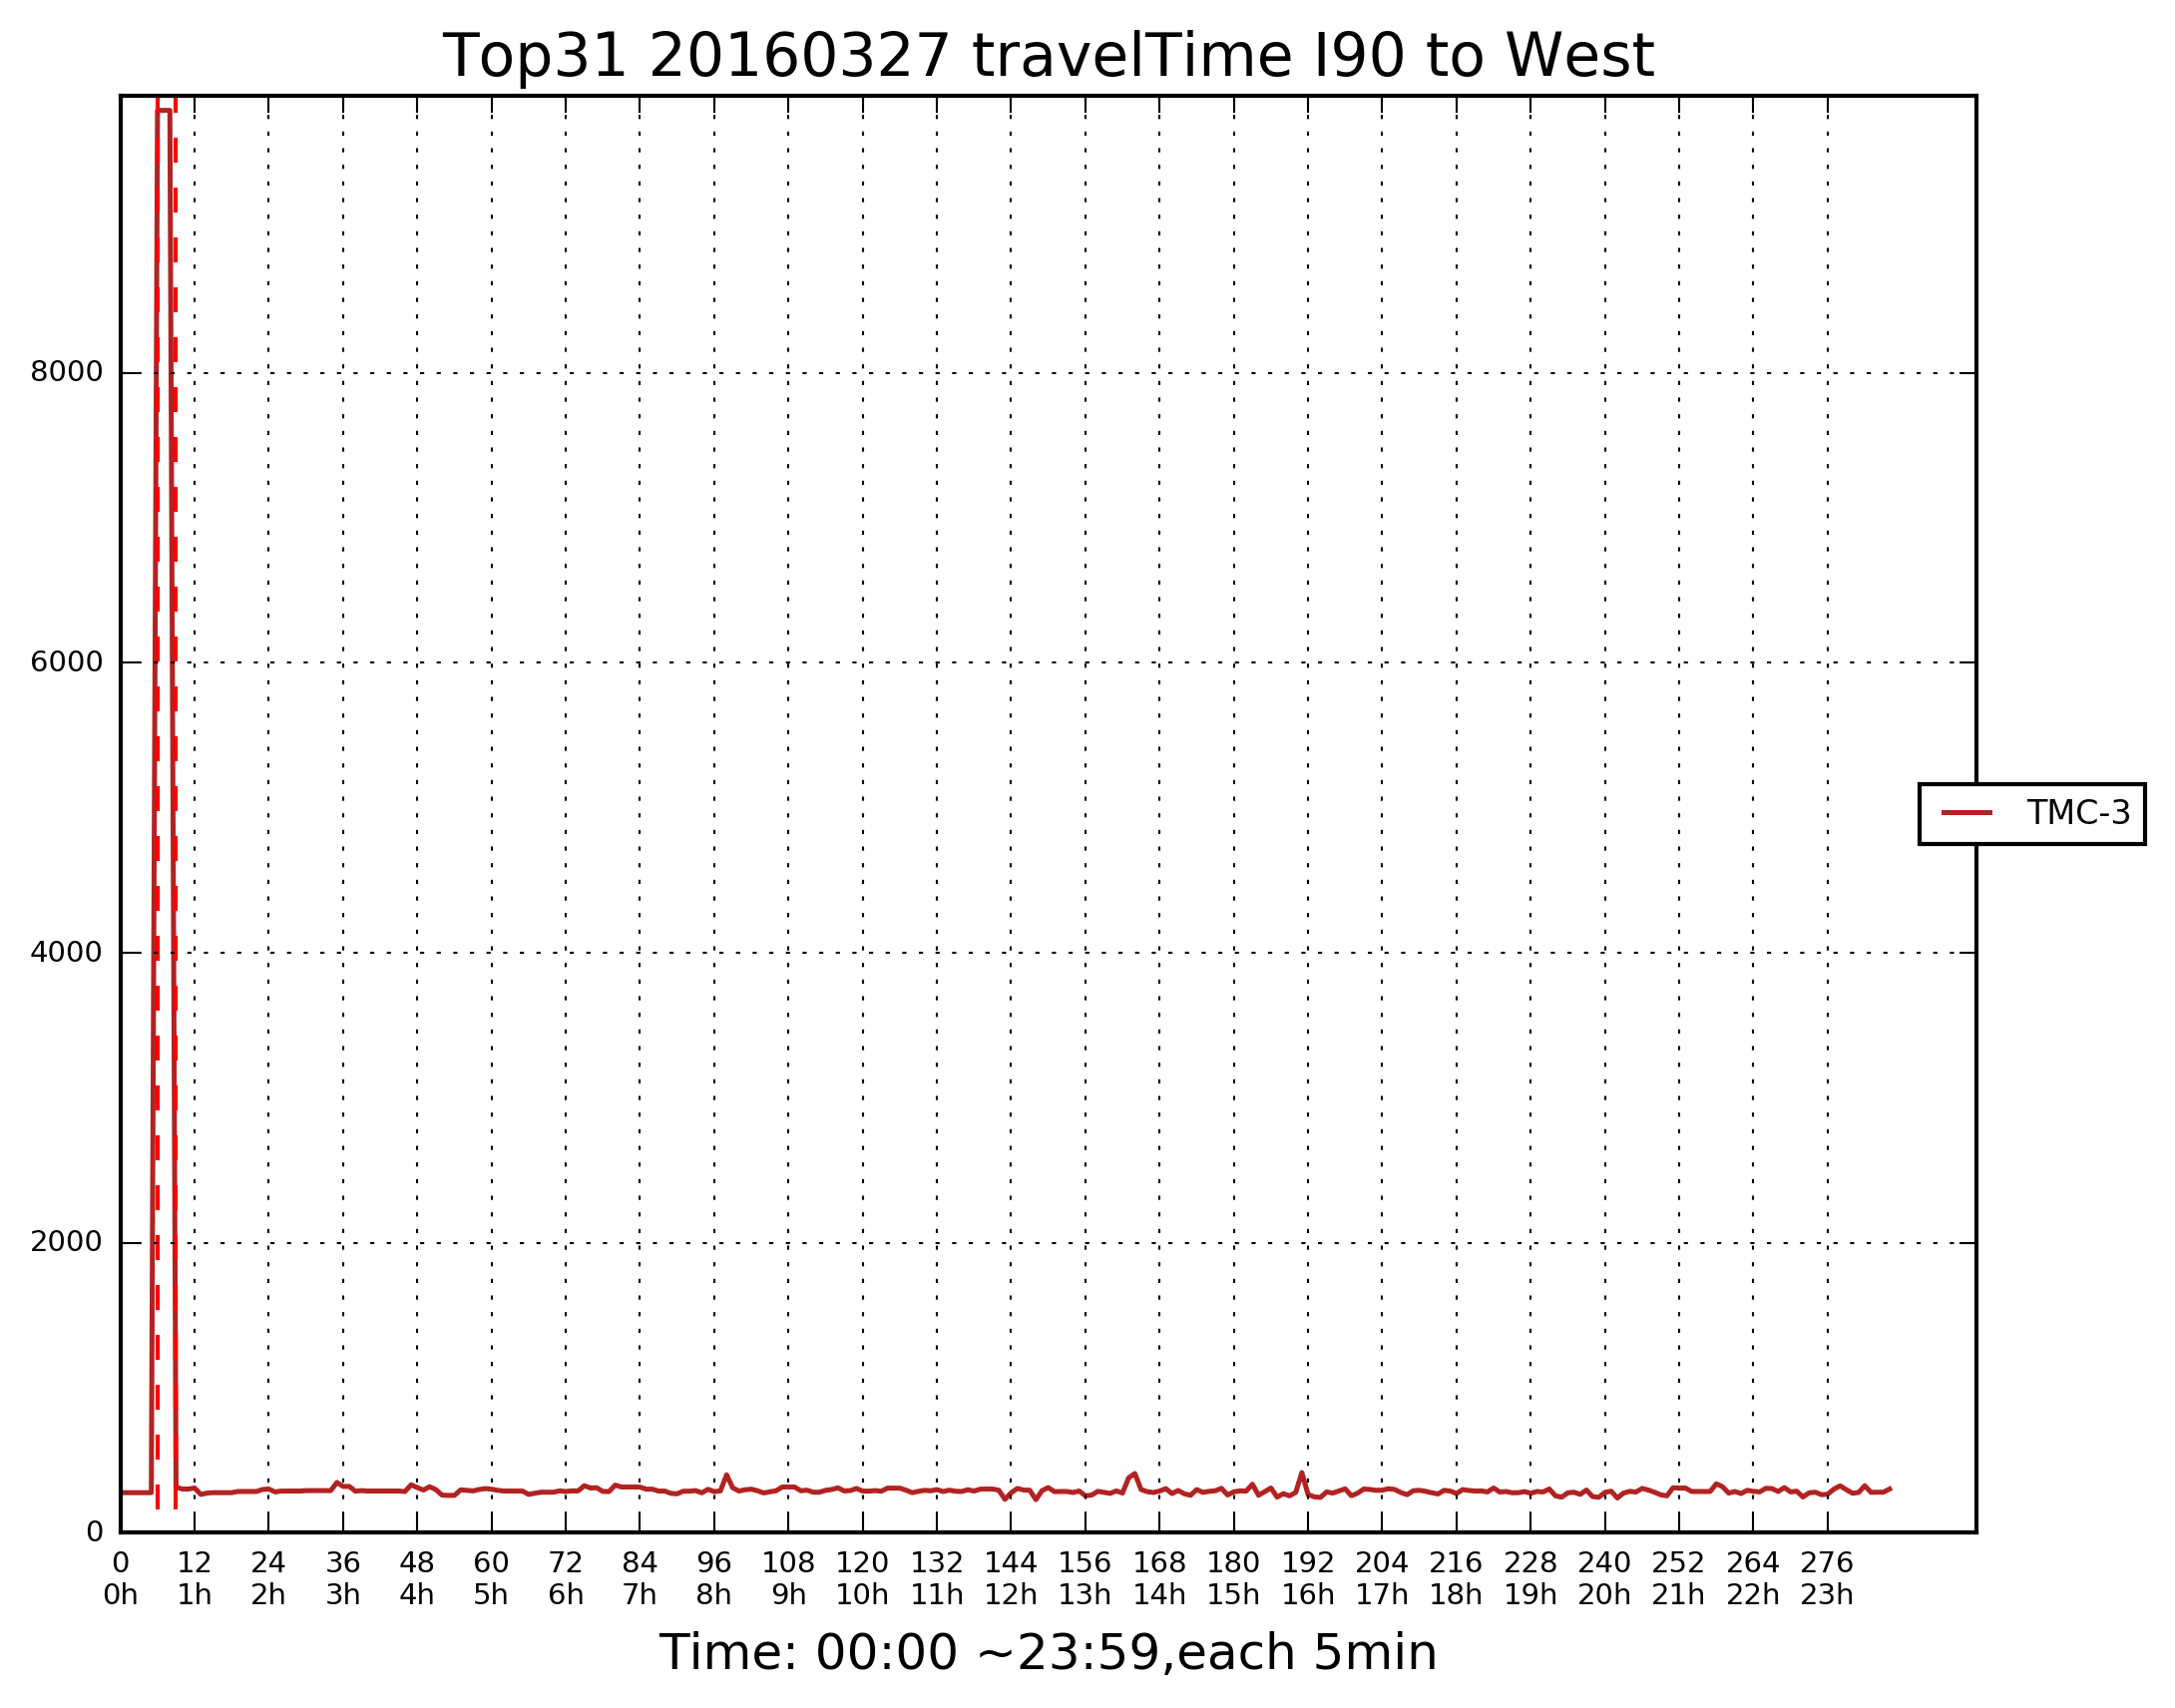 Top31 20160327 travelTime I90 to West
8000
6000
4000
2000
0
TMC-3
0 12 24 36 48 60 72 84 96 108 120 132 144 156 168 180 192 204 216 228 240 252 264 276
0h 1h 2h 3h 4h 5h 6h 7h 8h 9h 10h 11h 12h 13h 14h 15h 16h 17h 18h 19h 20h 21h 22h 23h
Time: 00:00 ~23:59,each 5min